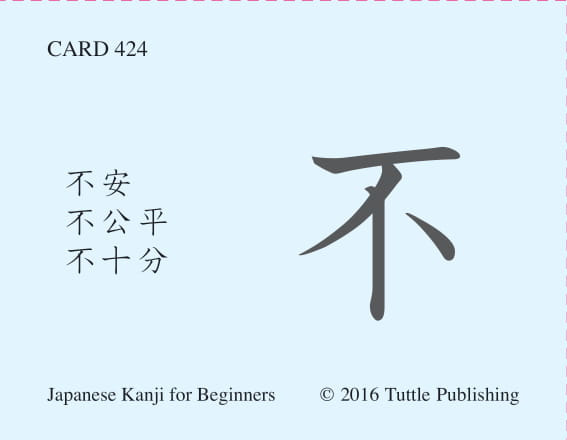 CARD 424
不安
不公平
不十分
不
Japanese Kanji for Beginners
© 2016 Tuttle Publishing